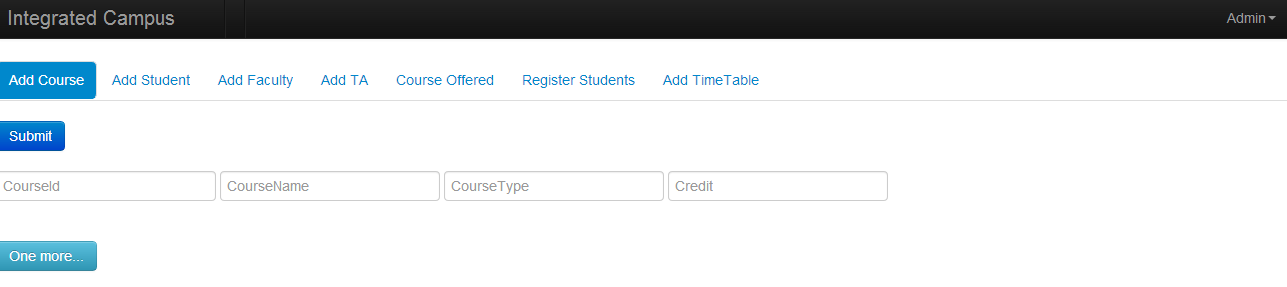 Integrated Campus Admin
Add Course Add Student Add Faculty Add TA Course Offered Register Students Add TimeTable
Submit
CourseId CourseName CourseType Credit
One more...